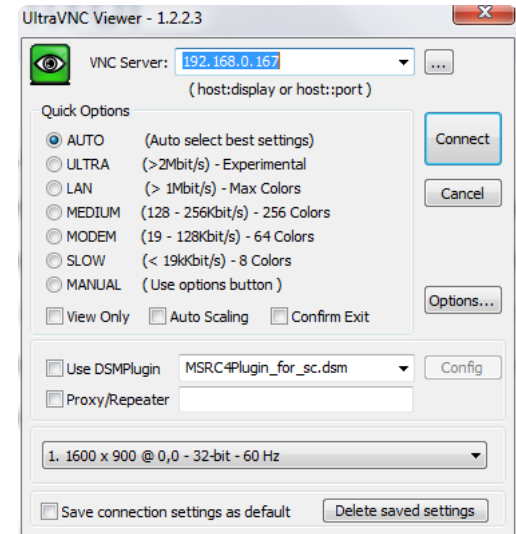 UltraVNC Viewer - 1.2.2.3
VNC Server: 192.168.0.167 ...
( host:display or host::port )
Quick Options
AUTO (Auto select best settings)
ULTRA (>2Mbit/s) - Experimental
LAN (> 1Mbit/s) - Max Colors
MEDIUM (128 - 256Kbit/s) - 256 Colors
MODEM (19 - 128Kbit/s) - 64 Colors
SLOW (< 19kKbit/s) - 8 Colors
MANUAL (Use options button )
View Only Auto Scaling Confirm Exit
Connect
Cancel
Options...
Use DSMPlugin MSRC4Plugin_for_sc.dsm Config
Proxy/Repeater
1. 1600 x 900 @ 0,0 - 32-bit - 60 Hz
Save connection settings as default Delete saved settings